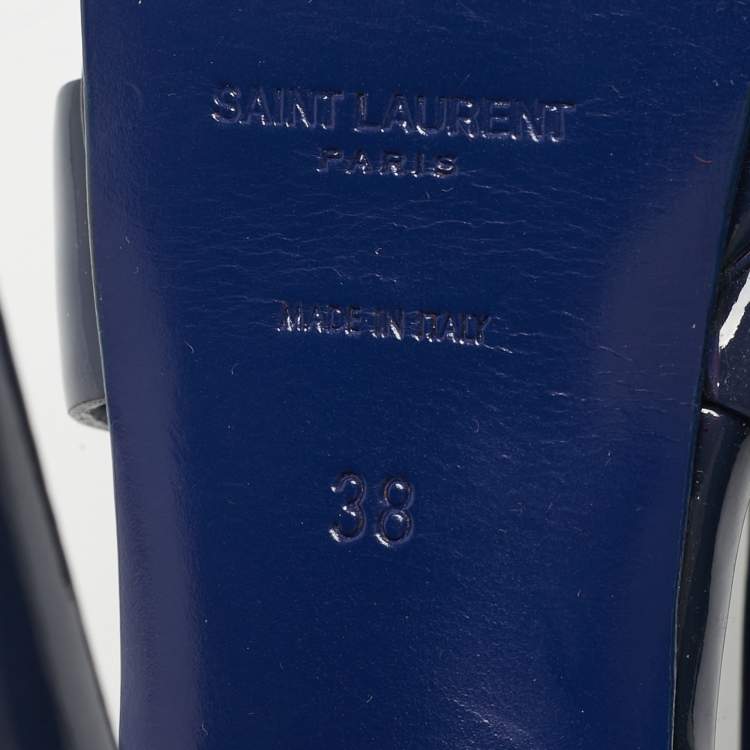 SAINT LAURENT
PARIS
MADE IN ITALY
38